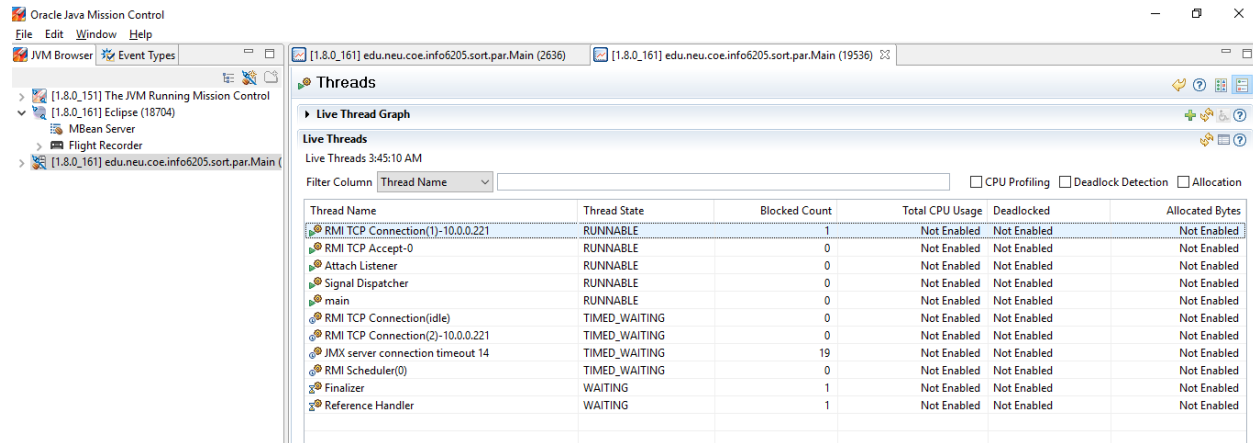 Oracle Java Mission Control
File Edit Window Help
JVM Browser Event Types
[1.8.0_151] The JVM Running Mission Control
[1.8.0_161] Eclipse (18704)
MBean Server
Flight Recorder
[1.8.0_161] edu.neu.coe.info6205.sort.par.Main (
[1.8.0_161] edu.neu.coe.info6205.sort.par.Main (2636) [1.8.0_161] edu.neu.coe.info6205.sort.par.Main (19536)
Threads
Live Thread Graph
Live Threads
Live Threads 3:45:10 AM
Filter Column Thread Name CPU Profiling Deadlock Detection Allocation
Thread Name Thread State Blocked Count Total CPU Usage Deadlocked Allocated Bytes
RMI TCP Connection(1)-10.0.0.221 RUNNABLE 1 Not Enabled Not Enabled Not Enabled
RMI TCP Accept-0 RUNNABLE 0 Not Enabled Not Enabled Not Enabled
Attach Listener RUNNABLE 0 Not Enabled Not Enabled Not Enabled
Signal Dispatcher RUNNABLE 0 Not Enabled Not Enabled Not Enabled
main RUNNABLE 0 Not Enabled Not Enabled Not Enabled
RMI TCP Connection(idle) TIMED_WAITING 0 Not Enabled Not Enabled Not Enabled
RMI TCP Connection(2)-10.0.0.221 TIMED_WAITING 0 Not Enabled Not Enabled Not Enabled
JMX server connection timeout 14 TIMED_WAITING 19 Not Enabled Not Enabled Not Enabled
RMI Scheduler(0) TIMED_WAITING 0 Not Enabled Not Enabled Not Enabled
Finalizer WAITING 1 Not Enabled Not Enabled Not Enabled
Reference Handler WAITING 1 Not Enabled Not Enabled Not Enabled